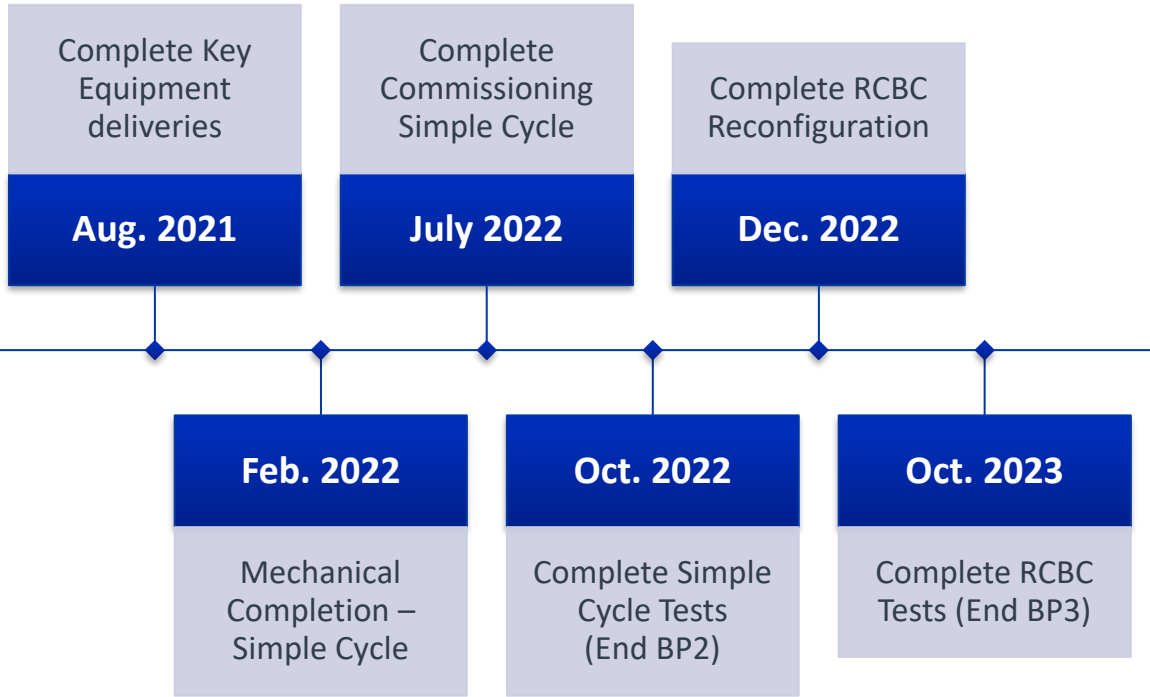 Complete Key
Equipment
deliveries
Aug. 2021
Complete
Commissioning
Simple Cycle
July 2022
Complete RCBC
Reconfiguration
Dec. 2022
Feb. 2022
Mechanical
Completion –
Simple Cycle
Oct. 2022
Complete Simple
Cycle Tests
(End BP2)
Oct. 2023
Complete RCBC
Tests (End BP3)